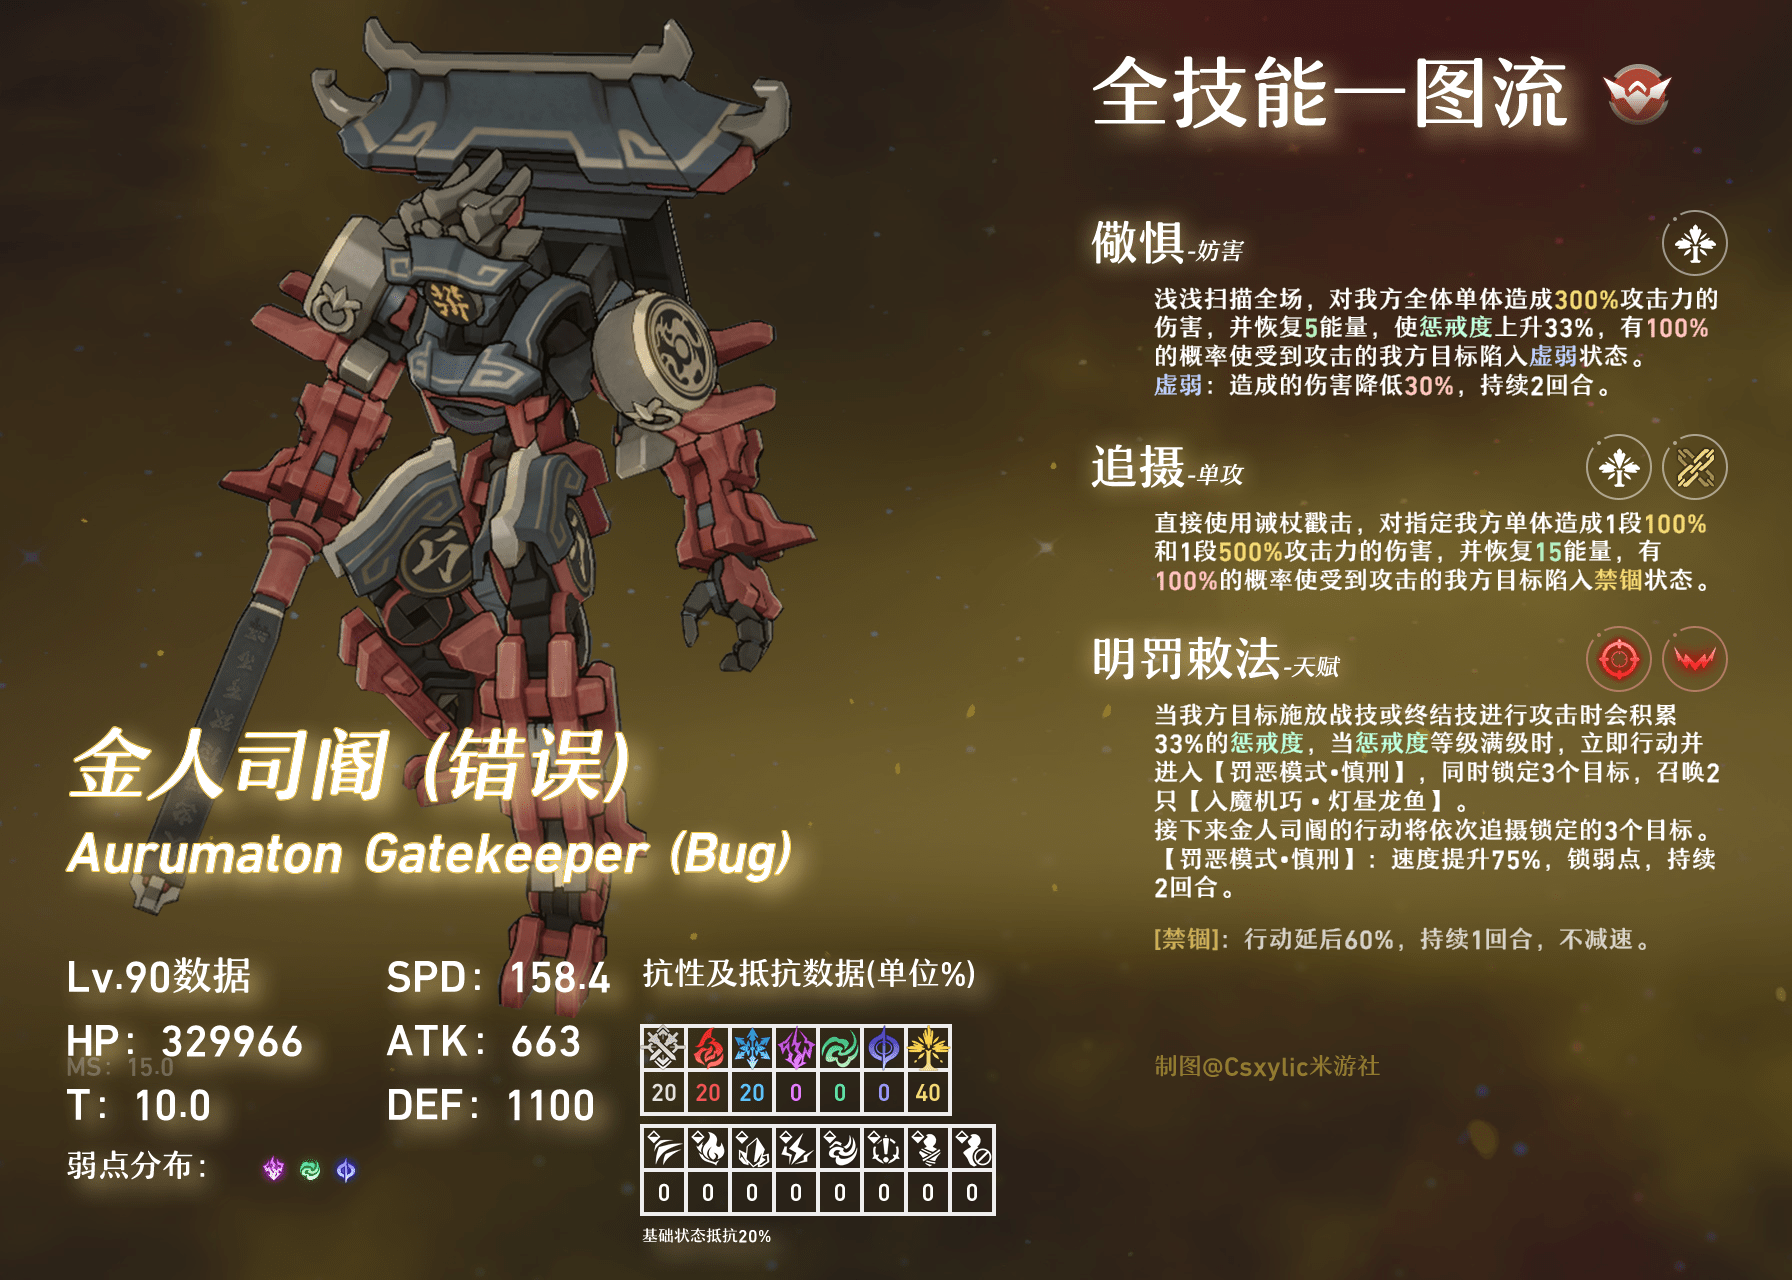 全技能一图流
儆惧-妨害
浅浅扫描全场，对我方全体单体造成300%攻击力的
伤害，并恢复5能量，使惩戒度上升33%，有100%
的概率使受到攻击的我方目标陷入虚弱状态。
虚弱：造成的伤害降低30%，持续2回合。
追摄-单攻
直接使用诫杖戳击，对指定我方单体造成1段100%
和1段500%攻击力的伤害，并恢复15能量，有
100%的概率使受到攻击的我方目标陷入禁锢状态。
明罚敕法-天赋
当我方目标施放战技或终结技进行攻击时会积累
33%的惩戒度，当惩戒度等级满级时，立即行动并
进入【罚恶模式•慎刑】，同时锁定3个目标，召唤2
只【入魔机巧•灯昼龙鱼】。
接下来金人司阍的行动将依次追摄锁定的3个目标。
【罚恶模式•慎刑】：速度提升75%，锁弱点，持续
2回合。
[禁锢]：行动延后60%，持续1回合，不减速。
制图@Csxylic米游社
金人司阍 (错误)
Aurumaton Gatekeeper (Bug)
Lv.90数据
SPD：158.4
HP：329966
ATK：663
MS：15.0
T：10.0
DEF：1100
弱点分布：
抗性及抵抗数据(单位%)
20 20 20 0 0 0 40
0 0 0 0 0 0 0 0
基础状态抵抗20%